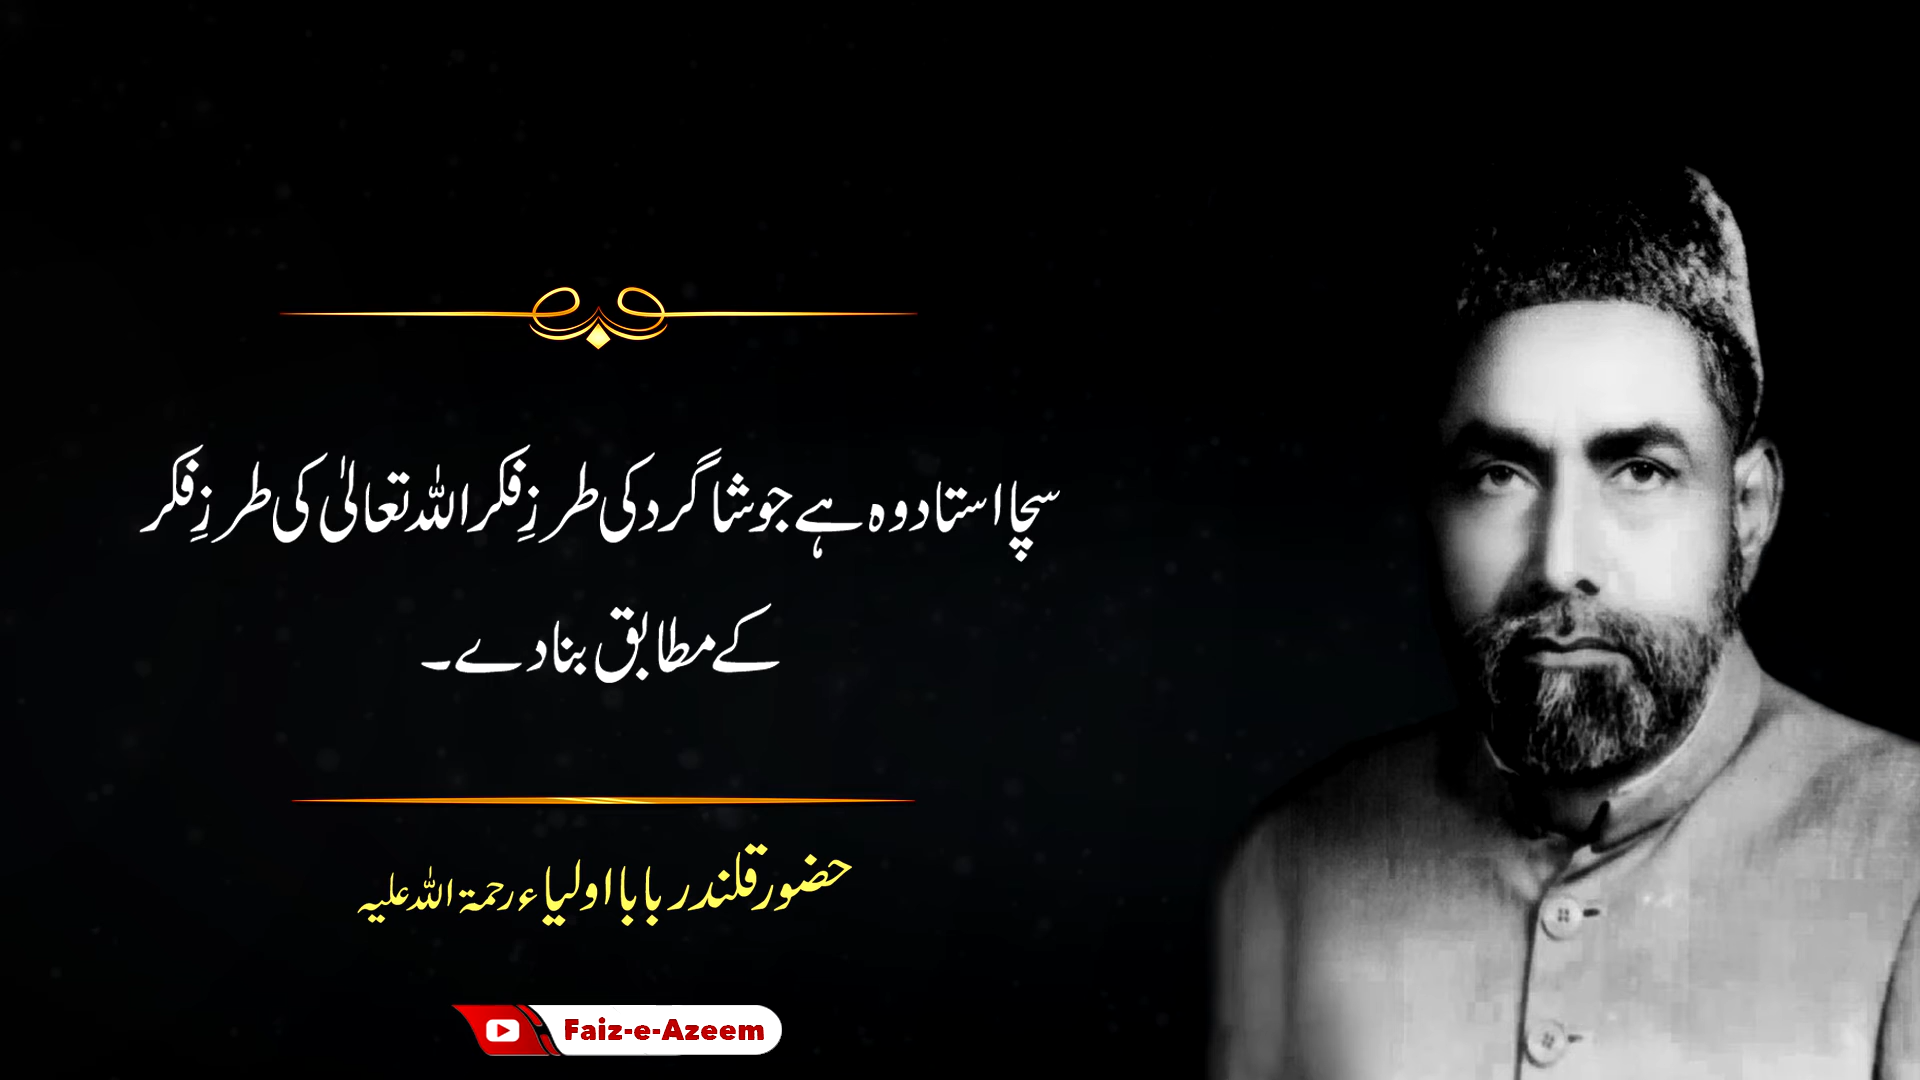 سچا استاد وہ ہے جو شاگرد کی طرزِ فکر اللہ تعالیٰ کی طرزِ فکر
کے مطابق بنا دے۔
حضور قلندر بابا اولیاء رحمۃ اللہ علیہ
Faiz-e-Azeem